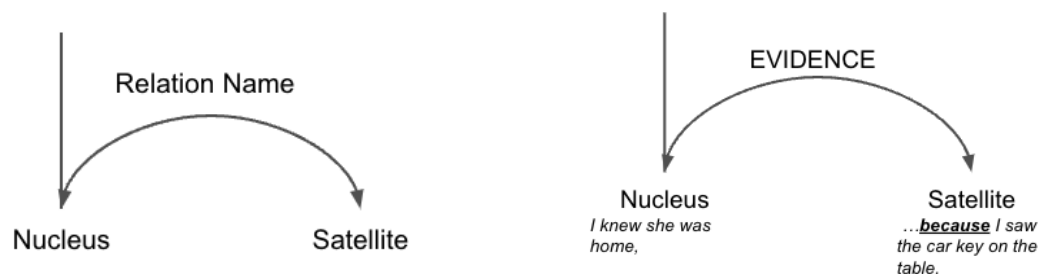 Relation Name
Nucleus
Satellite
EVIDENCE
Nucleus
I knew she was
home,
Satellite
...because I saw
the car key on the
table.